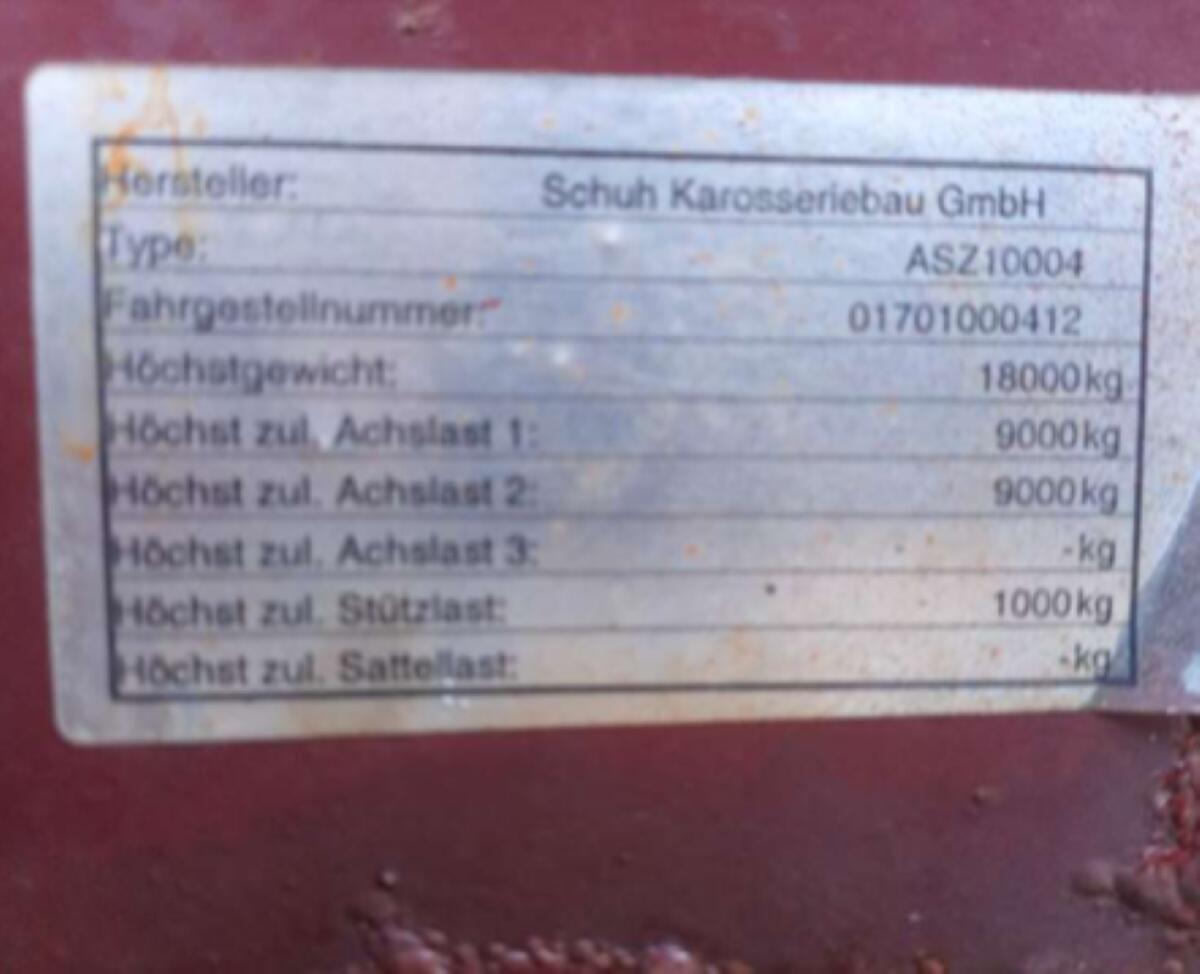 Hersteller: Schuh Karosseriebau GmbH
Type: ASZ10004
Fahrgestellnummer: 01701000412
Höchstgewicht: 18000kg
Höchst zul. Achslast 1: 9000kg
Höchst zul. Achslast 2: 9000kg
Höchst zul. Achslast 3: -kg
Höchst zul. Stützlast: 1000kg
Höchst zul. Sattellast: -kg